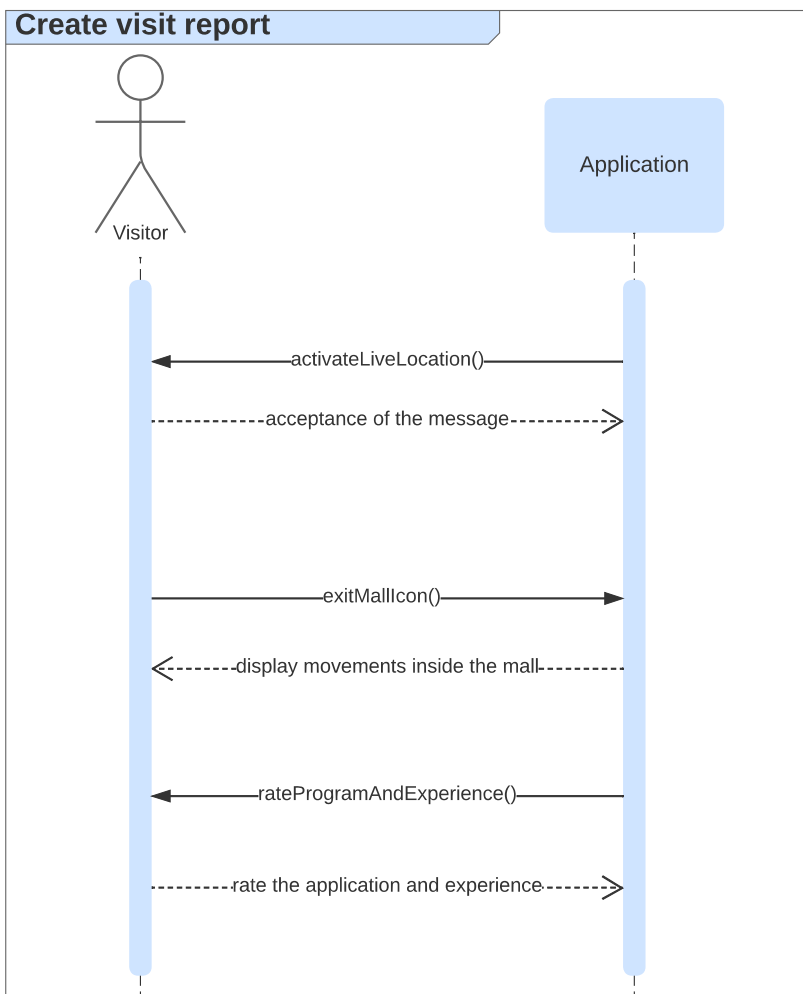 Create visit report
Application
Visitor
activateLiveLocation()
acceptance of the message
exitMallIcon()
display movements inside the mall
rateProgramAndExperience()
rate the application and experience